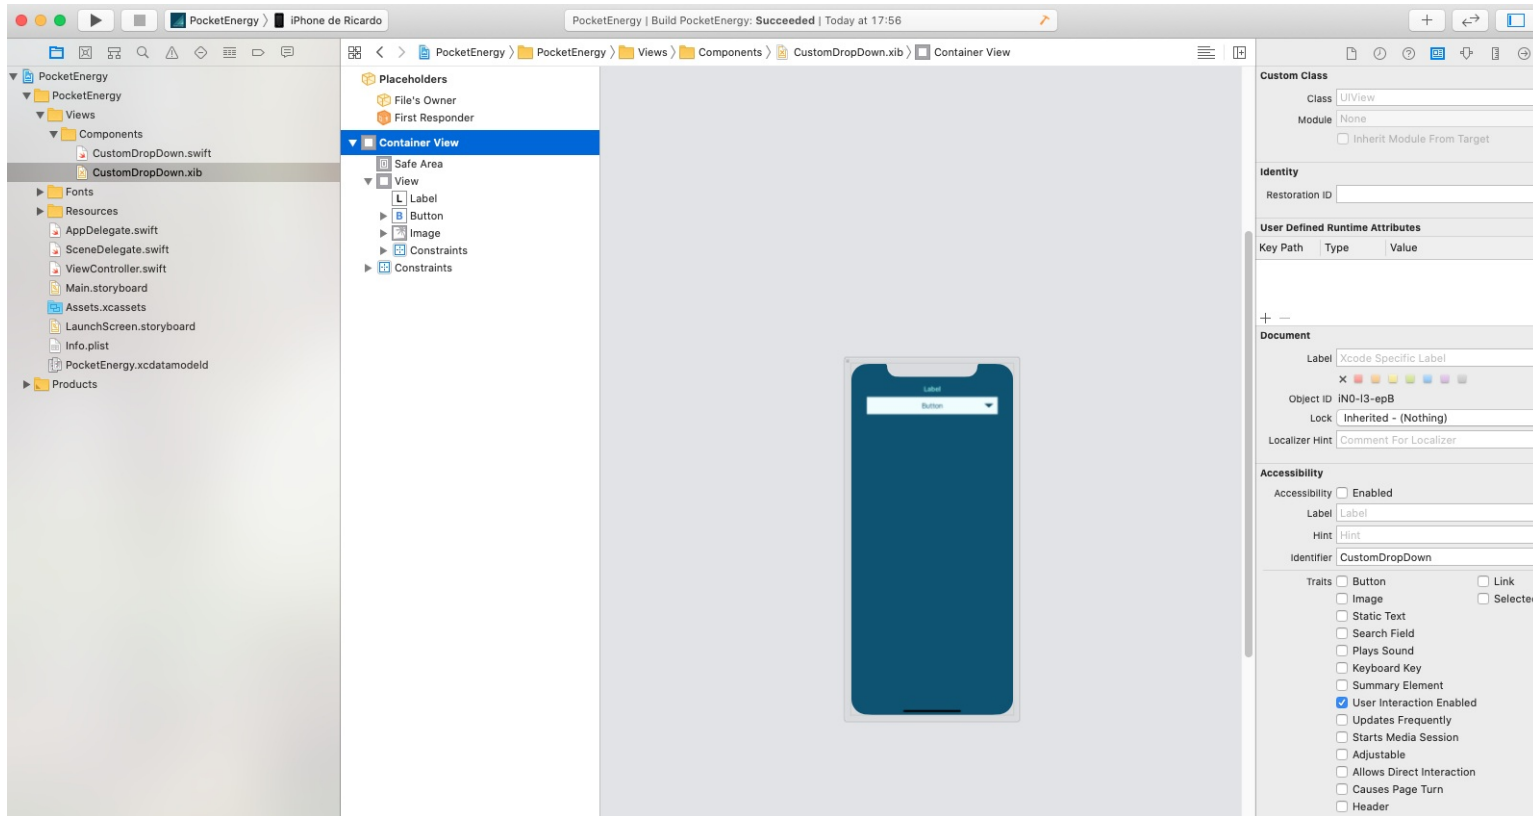 PocketEnergy 〉 iPhone de Ricardo
PocketEnergy | Build PocketEnergy: Succeeded | Today at 17:56
PocketEnergy 〉 PocketEnergy 〉 Views 〉 Components 〉 CustomDropDown.xib 〉 Container View
PocketEnergy
PocketEnergy
Views
Components
CustomDropDown.swift
CustomDropDown.xib
Fonts
Resources
AppDelegate.swift
SceneDelegate.swift
ViewController.swift
Main.storyboard
Assets.xcassets
LaunchScreen.storyboard
Info.plist
PocketEnergy.xcdatamodeld
Products
Placeholders
File's Owner
First Responder
Container View
Safe Area
View
L Label
B Button
Image
Constraints
Constraints
Label
Button
Custom Class
Class UIView
Module None
Inherit Module From Target
Identity
Restoration ID
User Defined Runtime Attributes
Key Path Type Value
Document
Label Xcode Specific Label
Object ID iN0-I3-epB
Lock Inherited - (Nothing)
Localizer Hint Comment For Localizer
Accessibility
Accessibility Enabled
Label Label
Hint Hint
Identifier CustomDropDown
Traits Button Link
Image Selected
Static Text
Search Field
Plays Sound
Keyboard Key
Summary Element
User Interaction Enabled
Updates Frequently
Starts Media Session
Adjustable
Allows Direct Interaction
Causes Page Turn
Header